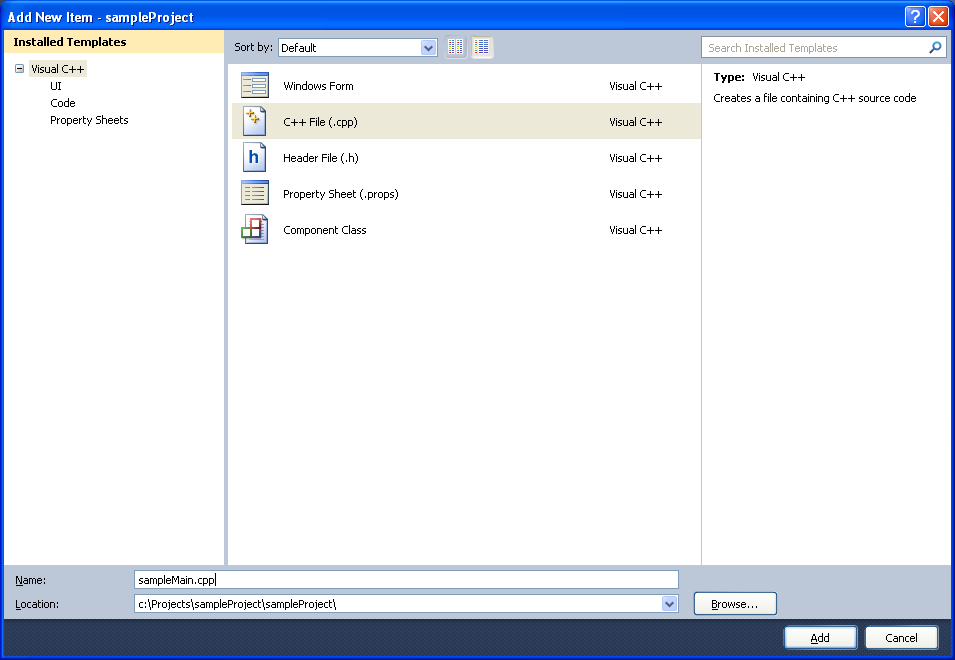 Add New Item - sampleProject
Installed Templates
Visual C++
UI
Code
Property Sheets
Sort by: Default
Search Installed Templates
Windows Form Visual C++
C++ File (.cpp) Visual C++
h Header File (.h) Visual C++
Property Sheet (.props) Visual C++
Component Class Visual C++
Type: Visual C++
Creates a file containing C++ source code
Name: sampleMain.cpp
Location: c:\Projects\sampleProject\sampleProject\ Browse...
Add Cancel